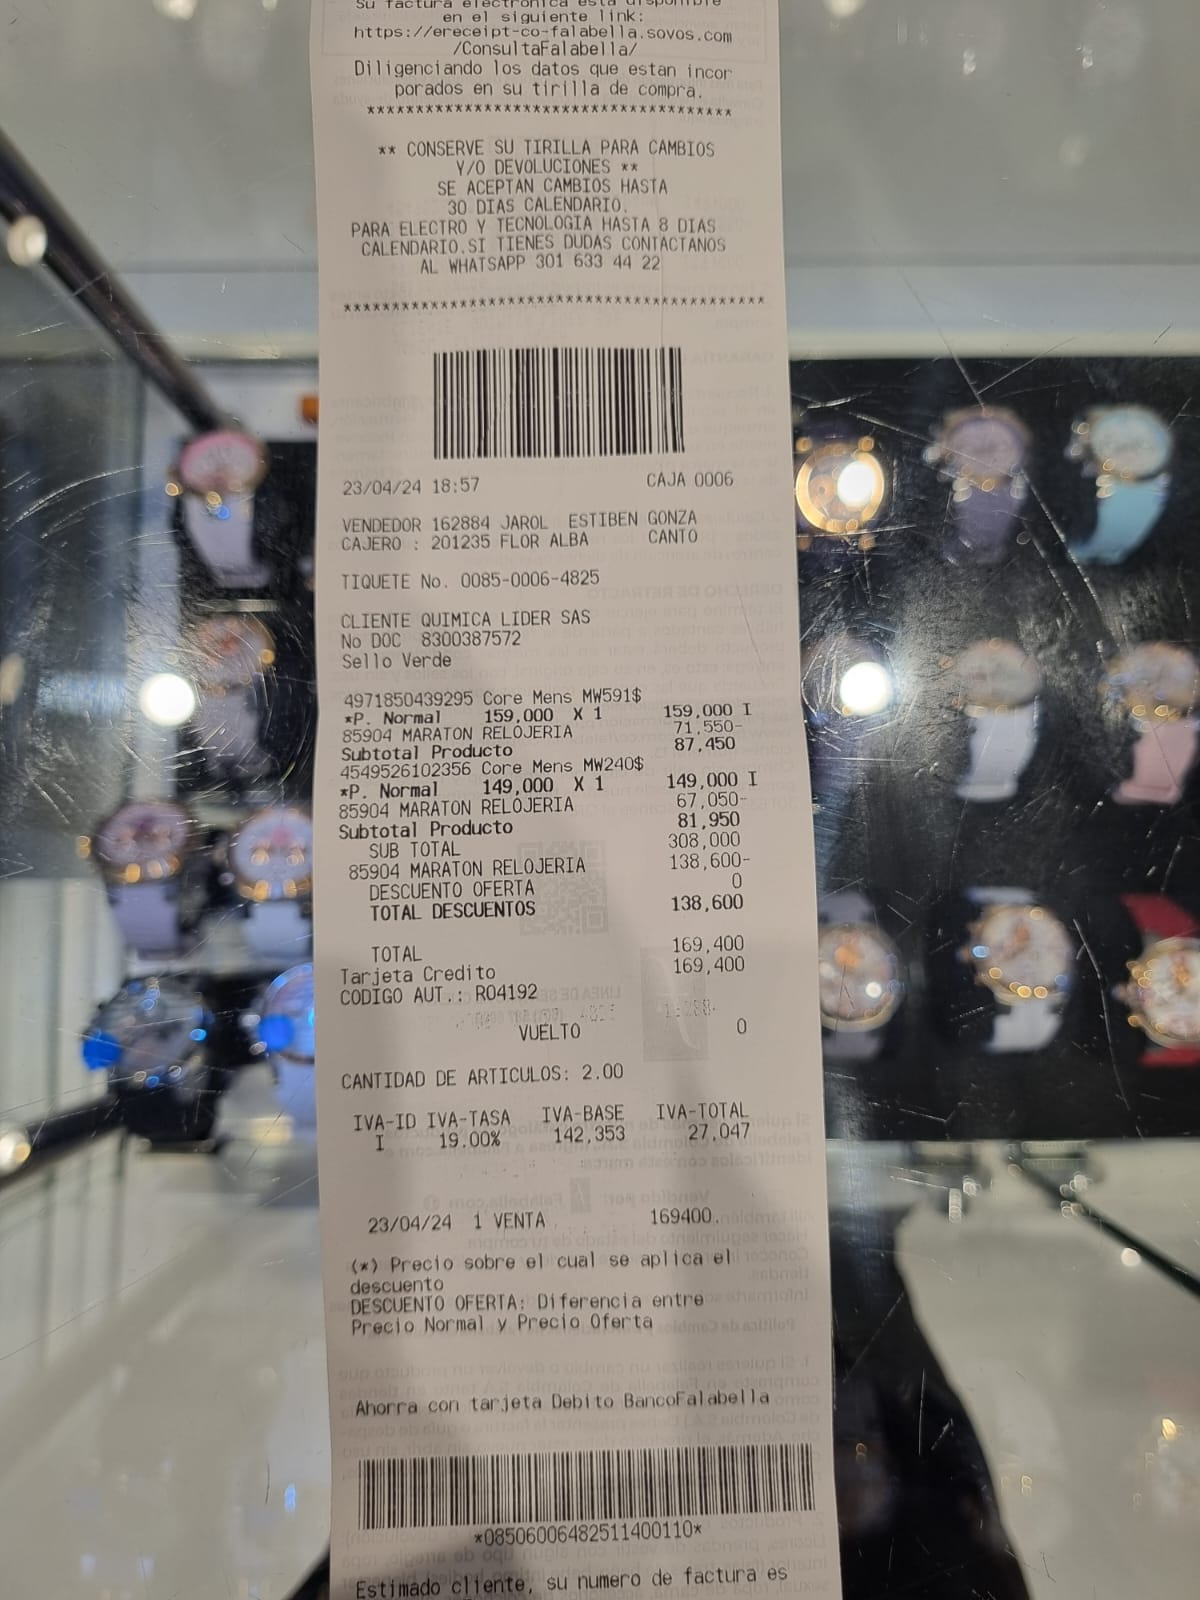 Su factura electronica esta disponible
en el siguiente link:
https://ereceipt-co-falabella.sovos.com
/ConsultaFalabella/
Diligenciando los datos que estan incor
porados en su tirilla de compra.
***************************************
** CONSERVE SU TIRILLA PARA CAMBIOS
Y/O DEVOLUCIONES **
SE ACEPTAN CAMBIOS HASTA
30 DIAS CALENDARIO.
PARA ELECTRO Y TECNOLOGIA HASTA 8 DIAS
CALENDARIO.SI TIENES DUDAS CONTACTANOS
AL WHATSAPP 301 633 44 22
******************************************
23/04/24 18:57 CAJA 0006
VENDEDOR 162884 JAROL ESTIBEN GONZA
CAJERO : 201235 FLOR ALBA CANTO
TIQUETE No. 0085-0006-4825
CLIENTE QUIMICA LIDER SAS
No DOC 8300387572
Sello Verde
4971850439295 Core Mens MW591$
*P. Normal 159,000 X 1 159,000 I
85904 MARATON RELOJERIA 71,550-
Subtotal Producto 87,450
4549526102356 Core Mens MW240$
*P. Normal 149,000 X 1 149,000 I
85904 MARATON RELOJERIA 67,050-
Subtotal Producto 81,950
SUB TOTAL 308,000
85904 MARATON RELOJERIA 138,600-
DESCUENTO OFERTA 0
TOTAL DESCUENTOS 138,600
TOTAL 169,400
Tarjeta Credito 169,400
CODIGO AUT.: R04192
VUELTO 0
CANTIDAD DE ARTICULOS: 2.00
IVA-ID IVA-TASA IVA-BASE IVA-TOTAL
I 19.00% 142,353 27,047
23/04/24 1 VENTA 169400.
(*) Precio sobre el cual se aplica el
descuento
DESCUENTO OFERTA: Diferencia entre
Precio Normal y Precio Oferta
Ahorra con tarjeta Debito BancoFalabella
*08506006482511400110*
Estimado cliente, su numero de factura es